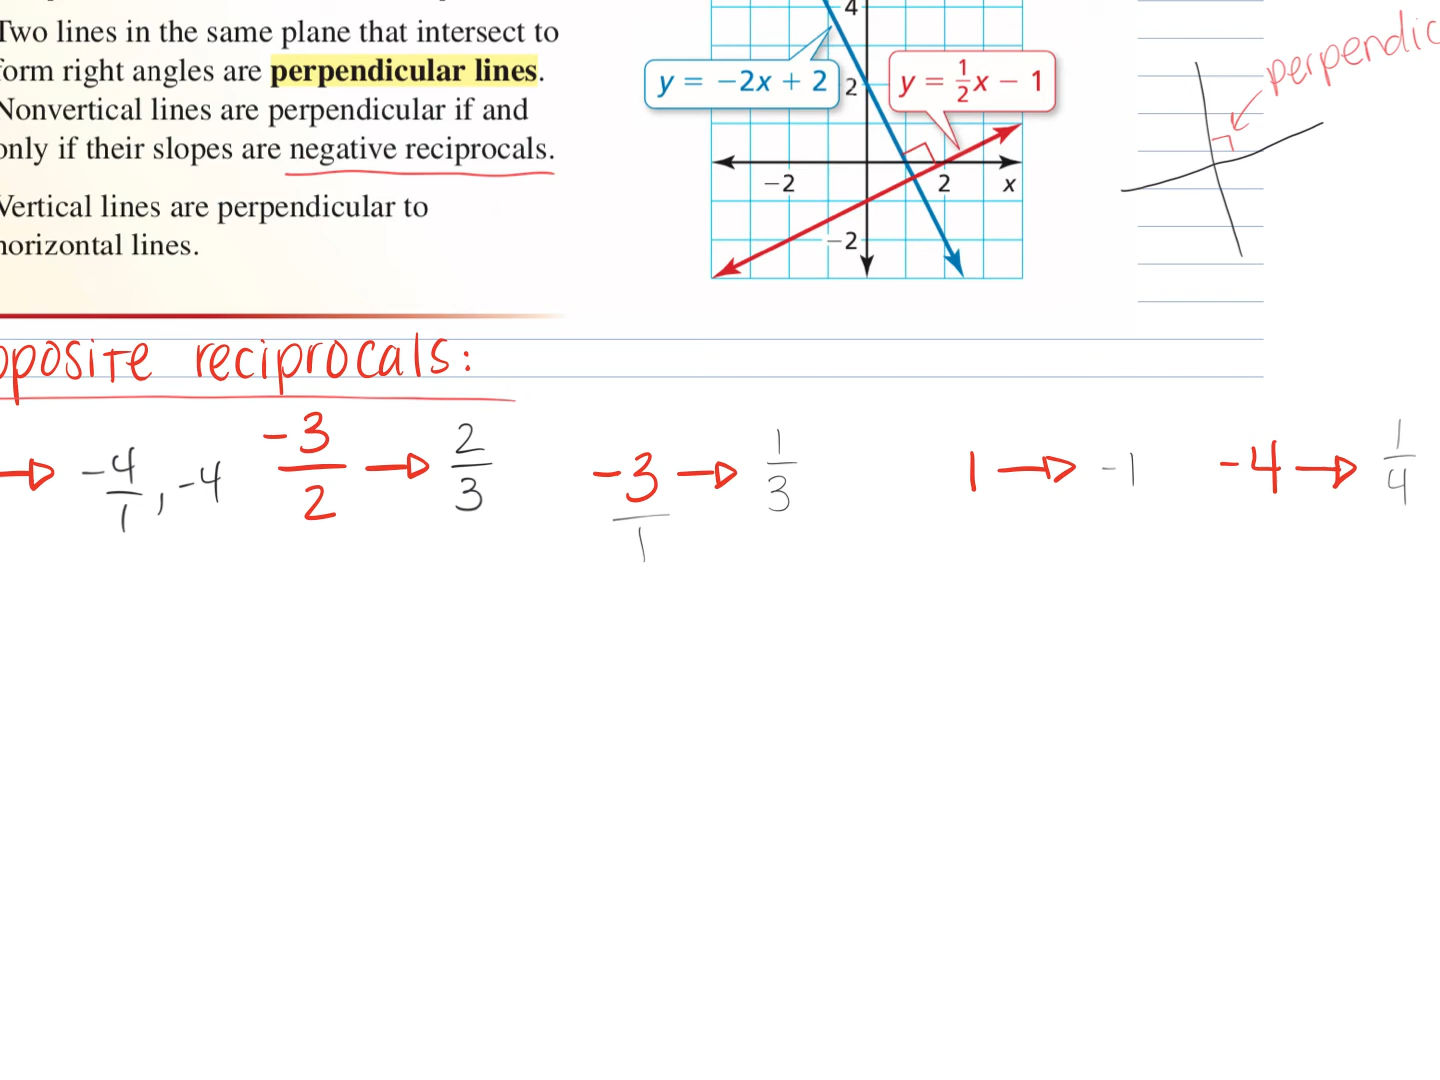 Two lines in the same plane that intersect to
form right angles are perpendicular lines.
Nonvertical lines are perpendicular if and
only if their slopes are negative reciprocals.
Vertical lines are perpendicular to
horizontal lines.
4
y = −2x + 2
2
y = 1/2 x − 1
−2
2
x
−2
perpendic
opposite reciprocals:
→ -4/1, -4
-3/2 → 2/3
-3/1 → 1/3
1 → -1
-4 → 1/4